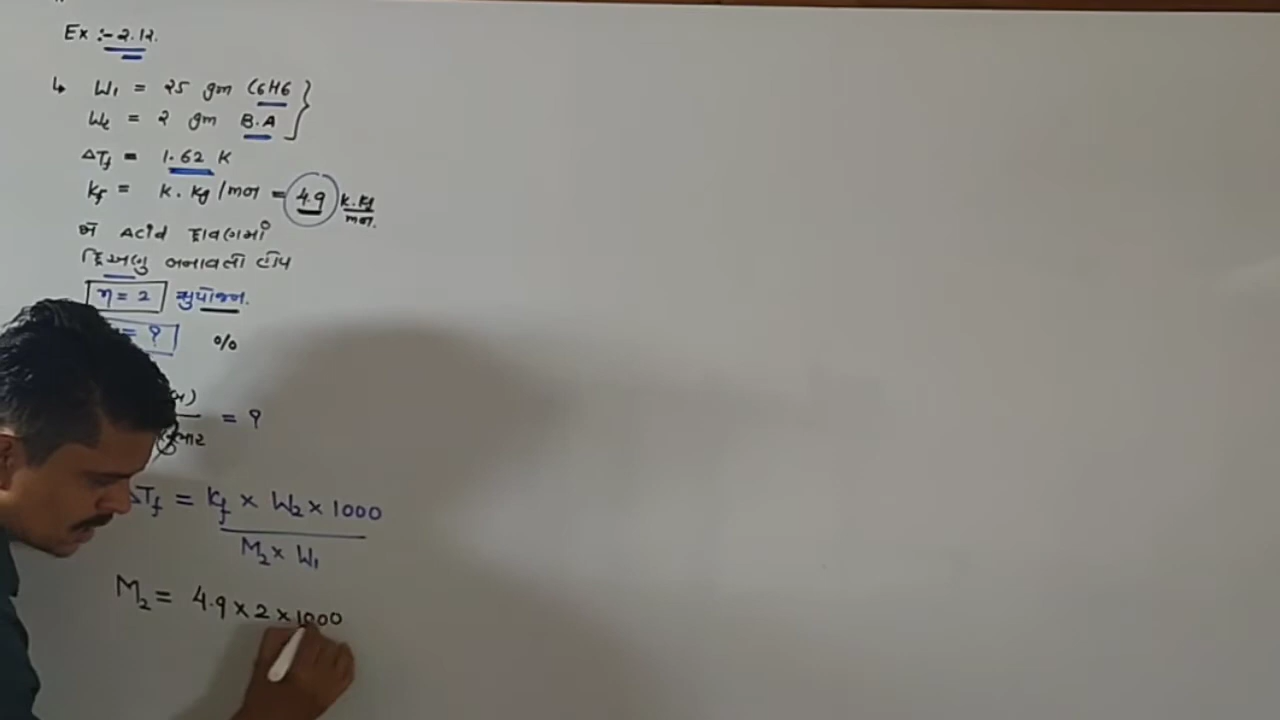 Ex :- 2.12.
↳ W₁ = 25 gm C6H6
W₂ = 2 gm B.A
ΔTf = 1.62 K
Kf = K. Kg/mol = 4.9 K.Kg/mol.
એ Acid દ્રાવણમાં
દ્વિઅણુ બનાવતો હોય
n = 2 સુયોજન.
= ? %
= ?
ΔTf = Kf × W₂ × 1000
M₂ × W₁
M₂ = 4.9 × 2 × 1000